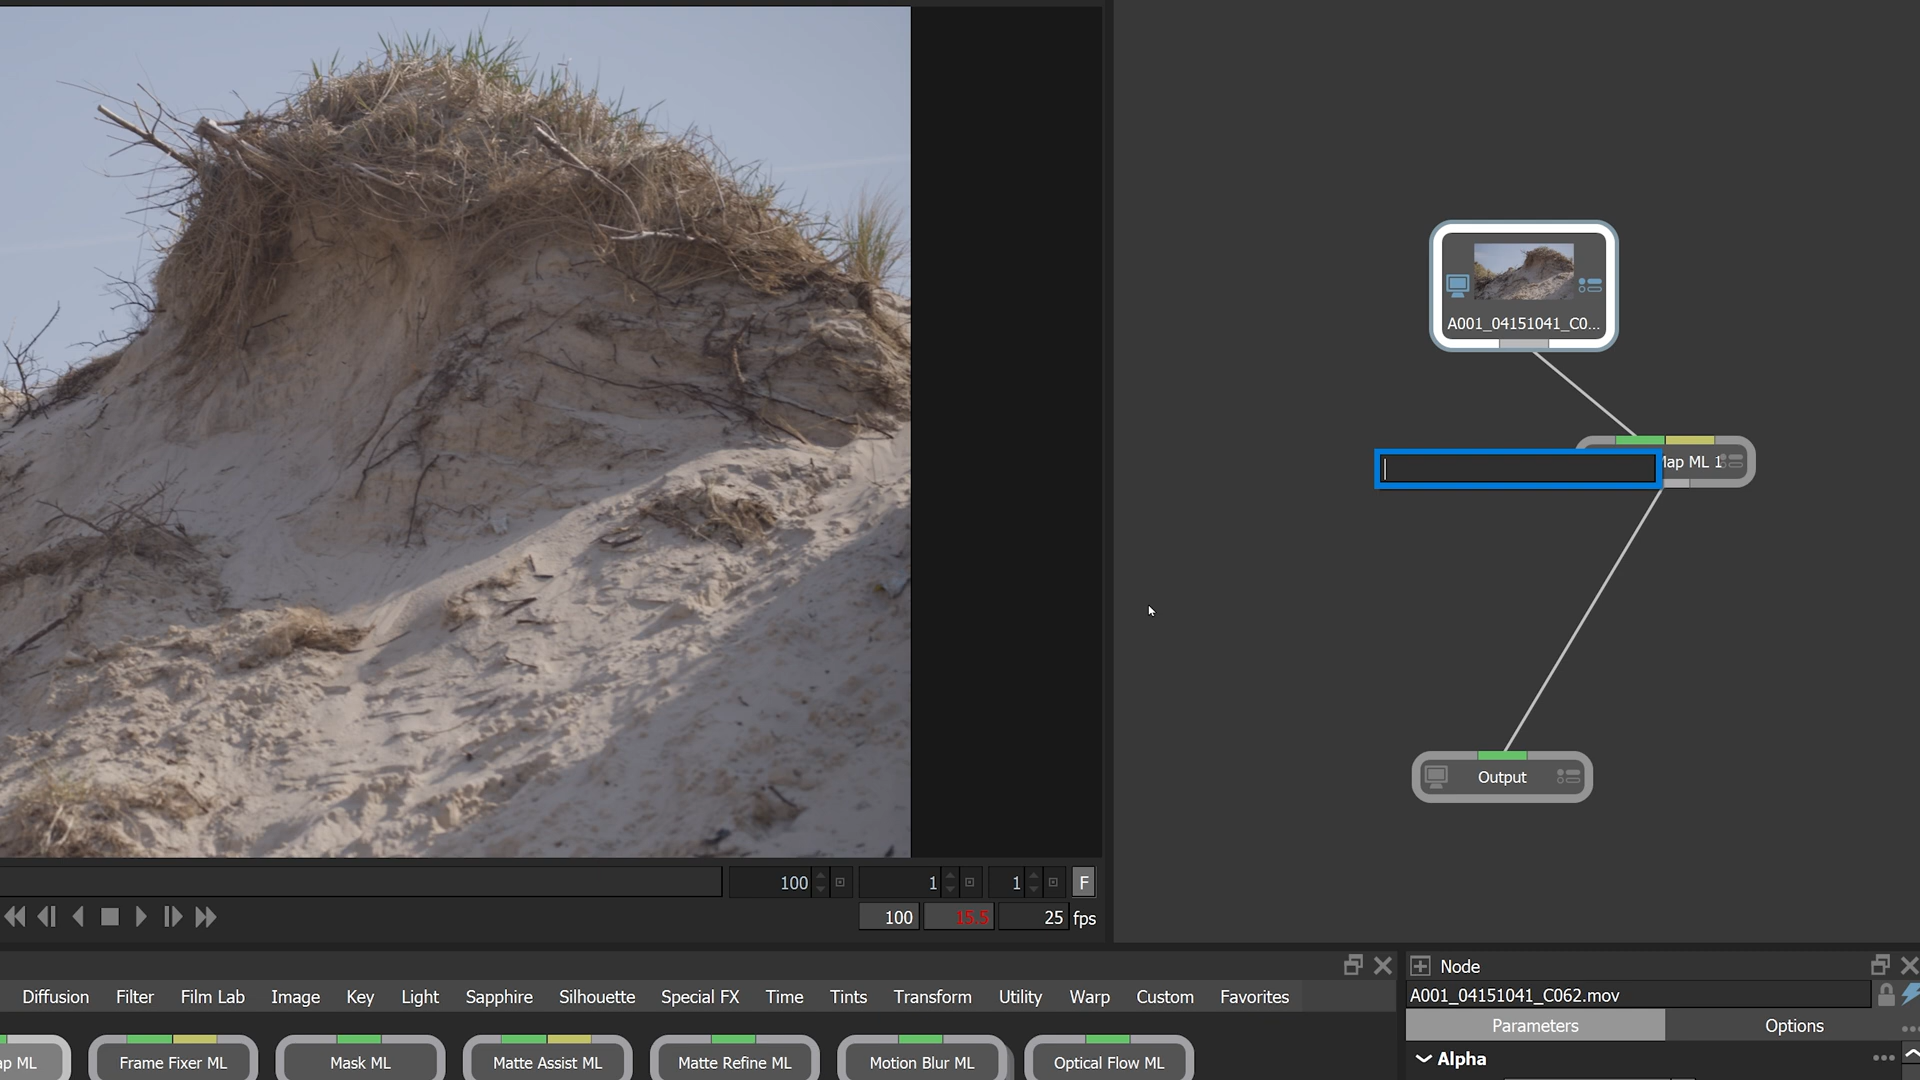 A001_04151041_C0...
Map ML 1
Output
100
1
1
F
100
15.5
25
fps
Node
Diffusion
Filter
Film Lab
Image
Key
Light
Sapphire
Silhouette
Special FX
Time
Tints
Transform
Utility
Warp
Custom
Favorites
A001_04151041_C062.mov
Parameters
Options
ap ML
Frame Fixer ML
Mask ML
Matte Assist ML
Matte Refine ML
Motion Blur ML
Optical Flow ML
Alpha